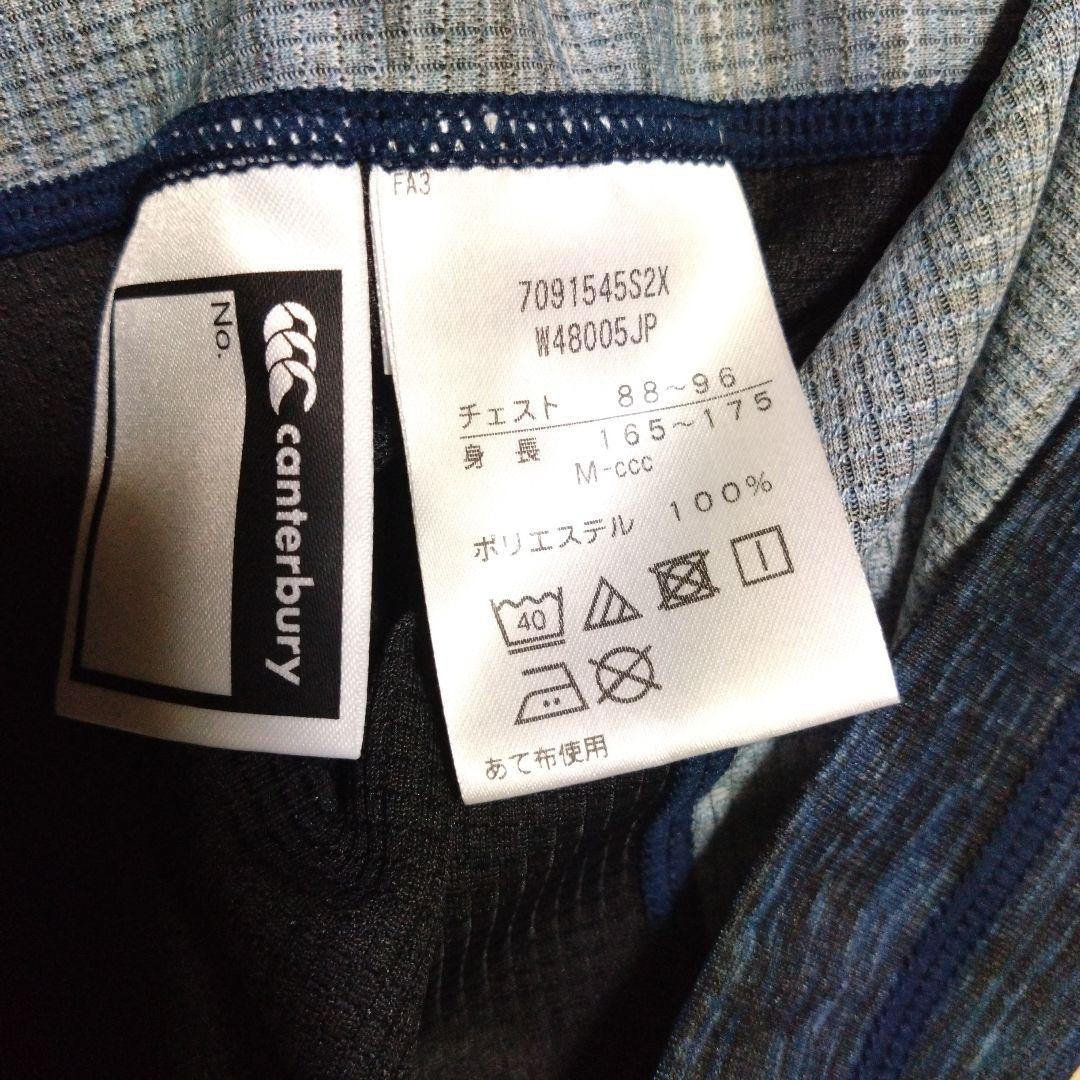 No.
canterbury
FA3
7091545S2X
W48005JP
チェスト 88～96
身長 165～175
M-ccc
ポリエステル 100%
40
あて布使用